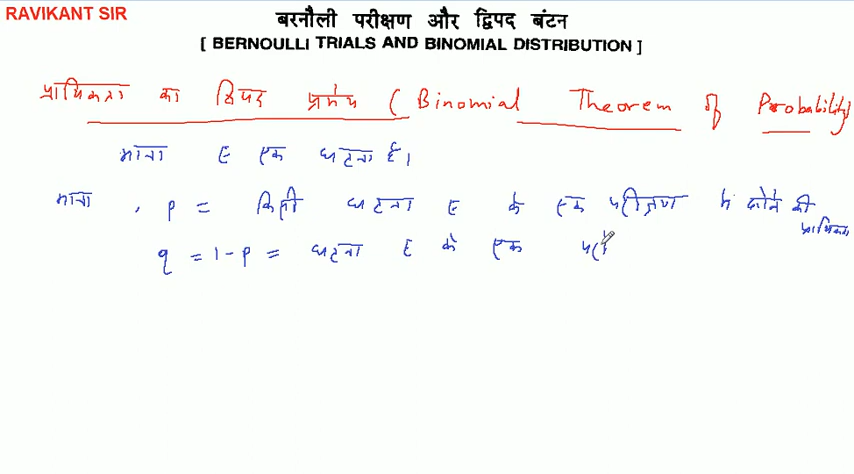 RAVIKANT SIR
बरनौली परीक्षण और द्विपद बंटन
[ BERNOULLI TRIALS AND BINOMIAL DISTRIBUTION ]
प्रायिकता का द्विपद प्रमेय ( Binomial Theorem of Probability)
माना E एक घटना है।
माना , p = किसी घटना E के एक परीक्षण में होने की प्रायिकता
q = 1 - p = घटना E के एक परी